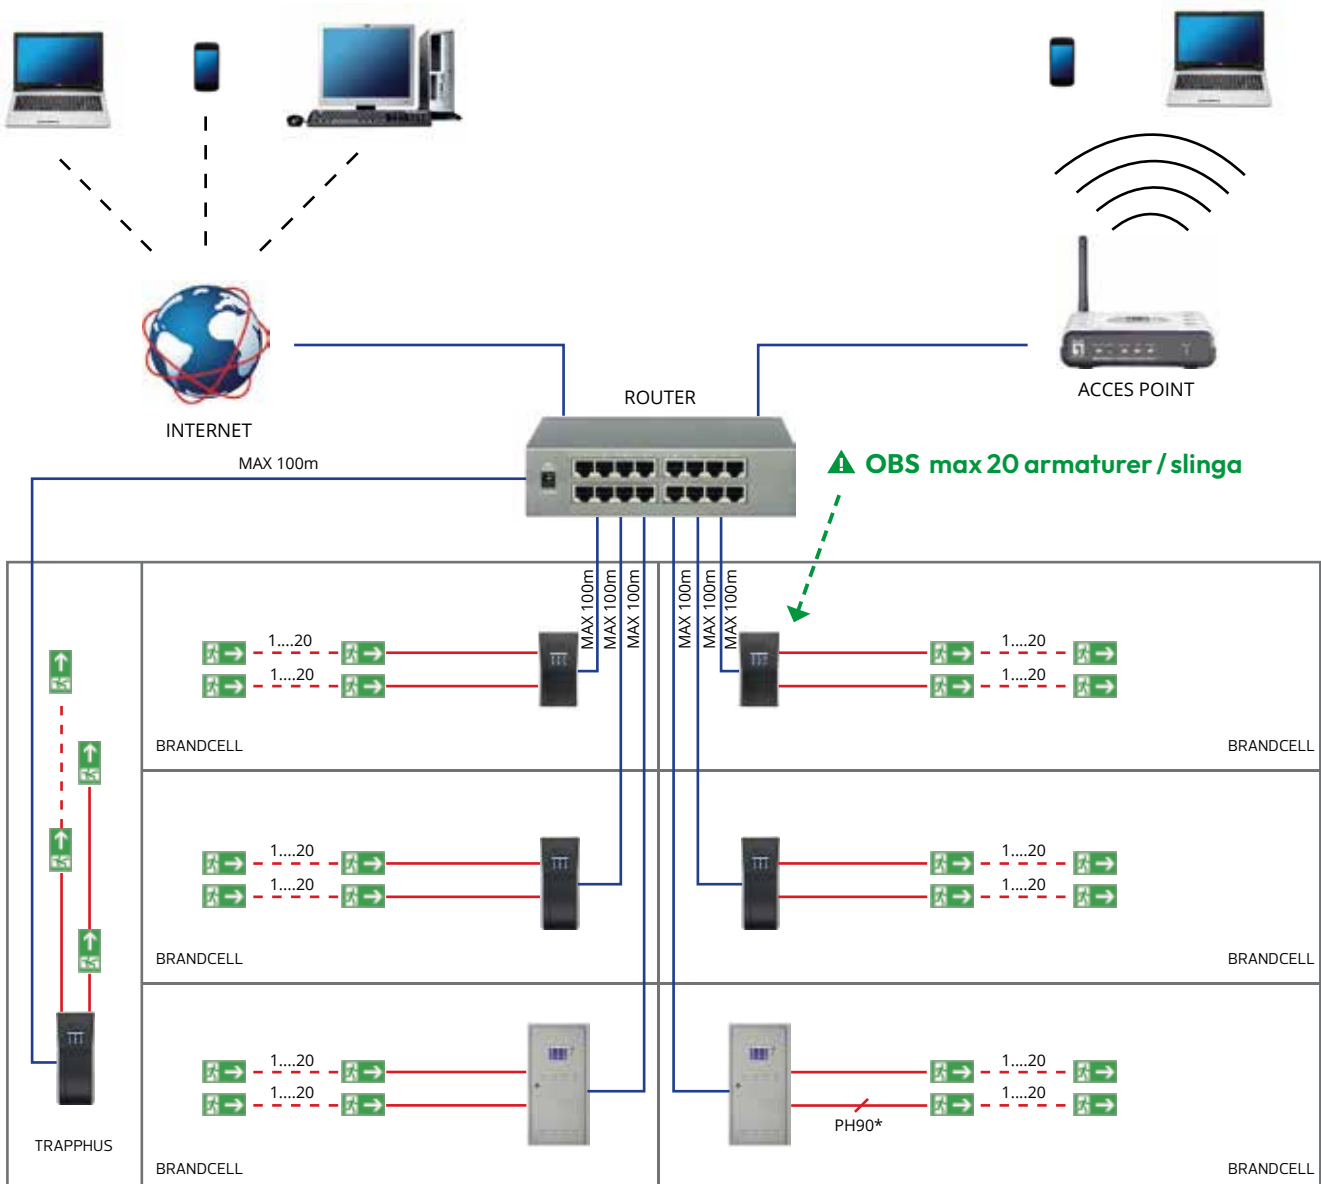 ROUTER
ACCES POINT
INTERNET
MAX 100m
OBS max 20 armaturer / slinga
MAX 100m
MAX 100m
MAX 100m
MAX 100m
MAX 100m
MAX 100m
1....20
1....20
1....20
1....20
BRANDCELL
BRANDCELL
1....20
1....20
1....20
1....20
BRANDCELL
BRANDCELL
1....20
1....20
1....20
1....20
PH90*
TRAPPHUS
BRANDCELL
BRANDCELL